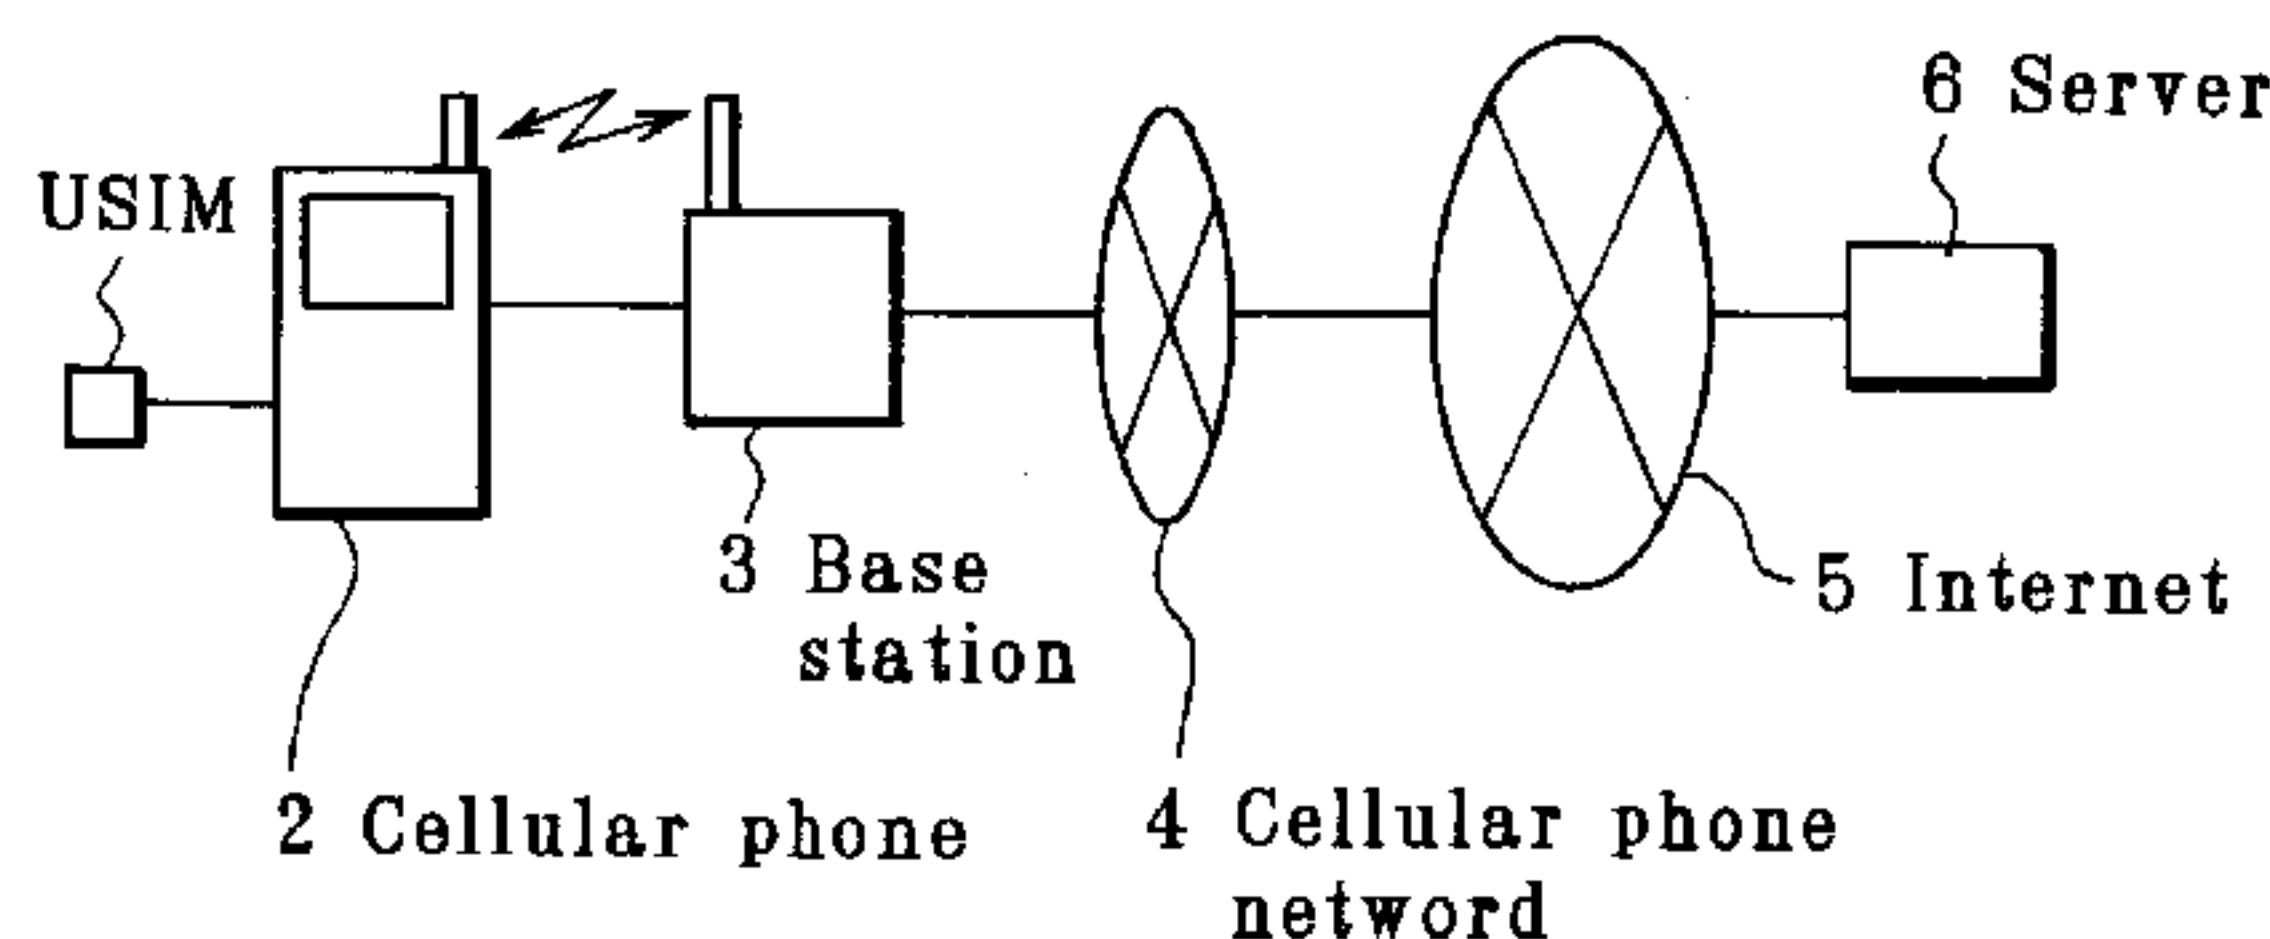 6 Server
USIM
3 Base
station
5 Internet
2 Cellular phone
4 Cellular phone
netword